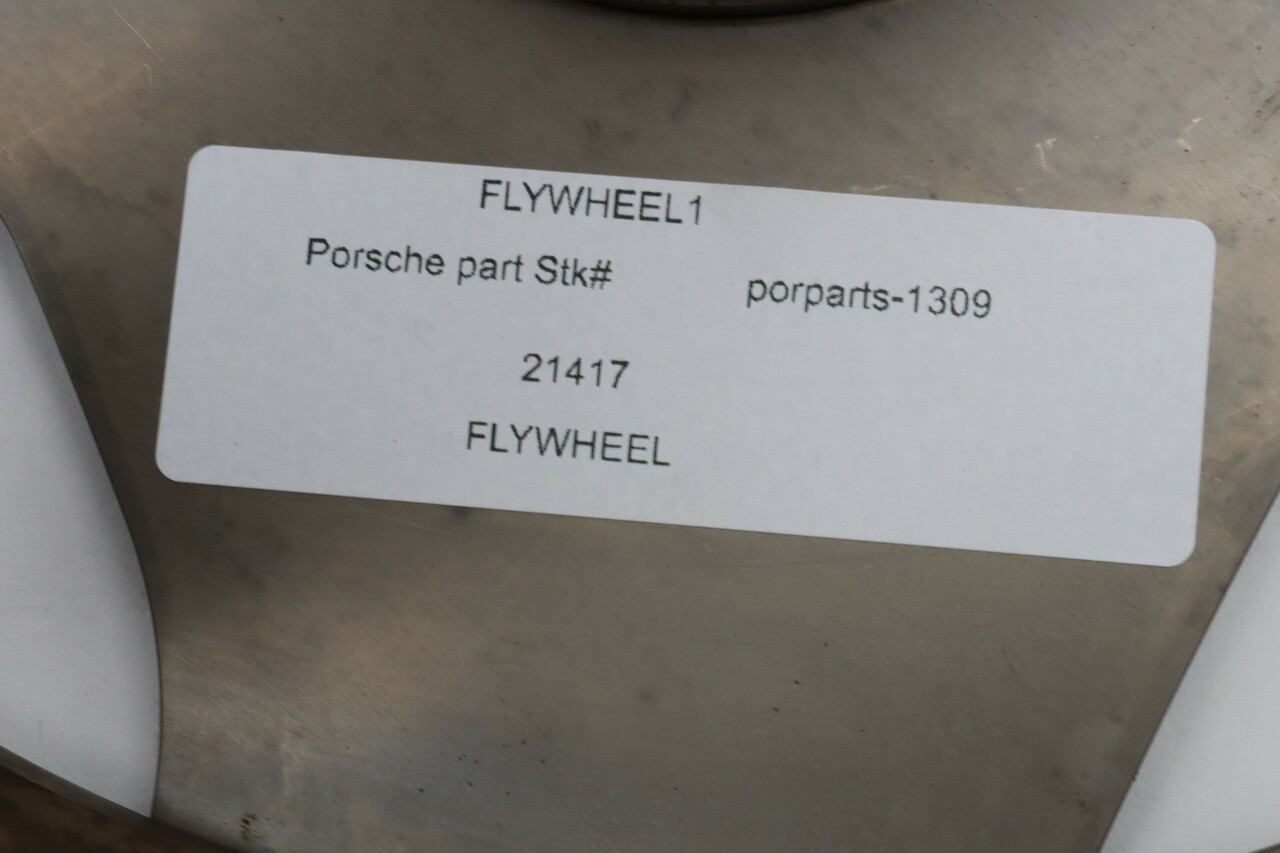 FLYWHEEL1
Porsche part Stk# porparts-1309
21417
FLYWHEEL